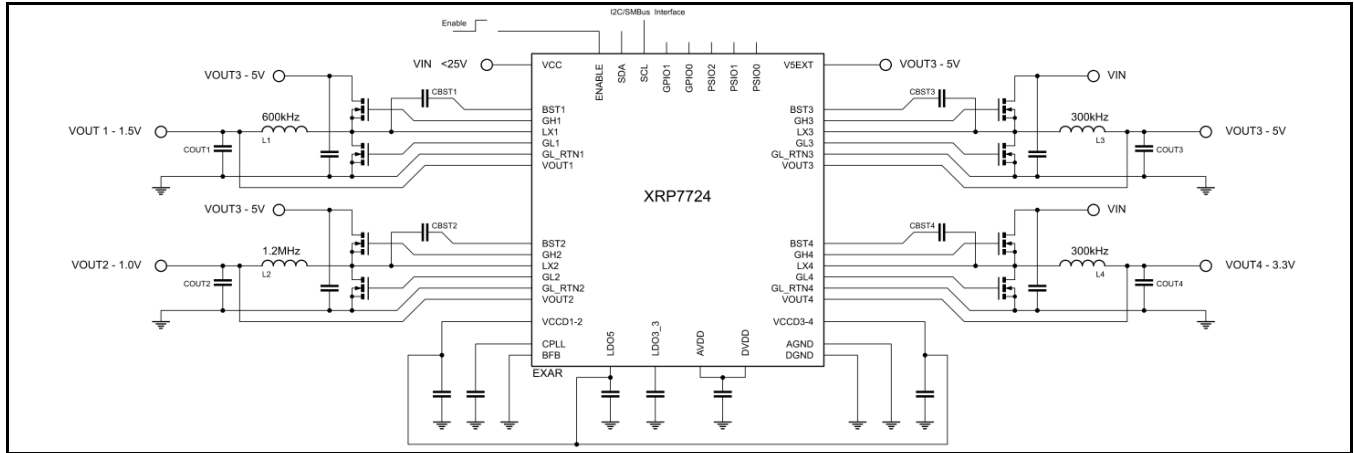 I2C/SMBus Interface
Enable
VIN <25V
VCC
ENABLE
SDA
SCL
GPIO1
GPIO0
PSIO2
PSIO1
PSIO0
V5EXT
VOUT3 - 5V
VOUT3 - 5V
CBST1
BST1
600kHz
GH1
VOUT 1 - 1.5V
L1
LX1
COUT1
GL1
GL_RTN1
VOUT1
VIN
CBST3
BST3
GH3
300kHz
LX3
L3
VOUT3 - 5V
GL3
COUT3
GL_RTN3
VOUT3
XRP7724
VOUT3 - 5V
CBST2
BST2
1.2MHz
GH2
VOUT2 - 1.0V
L2
LX2
COUT2
GL2
GL_RTN2
VOUT2
VIN
CBST4
BST4
GH4
300kHz
LX4
L4
VOUT4 - 3.3V
GL4
COUT4
GL_RTN4
VOUT4
VCCD1-2
CPLL
BFB
LDO5
LDO3_3
AVDD
DVDD
VCCD3-4
AGND
DGND
EXAR